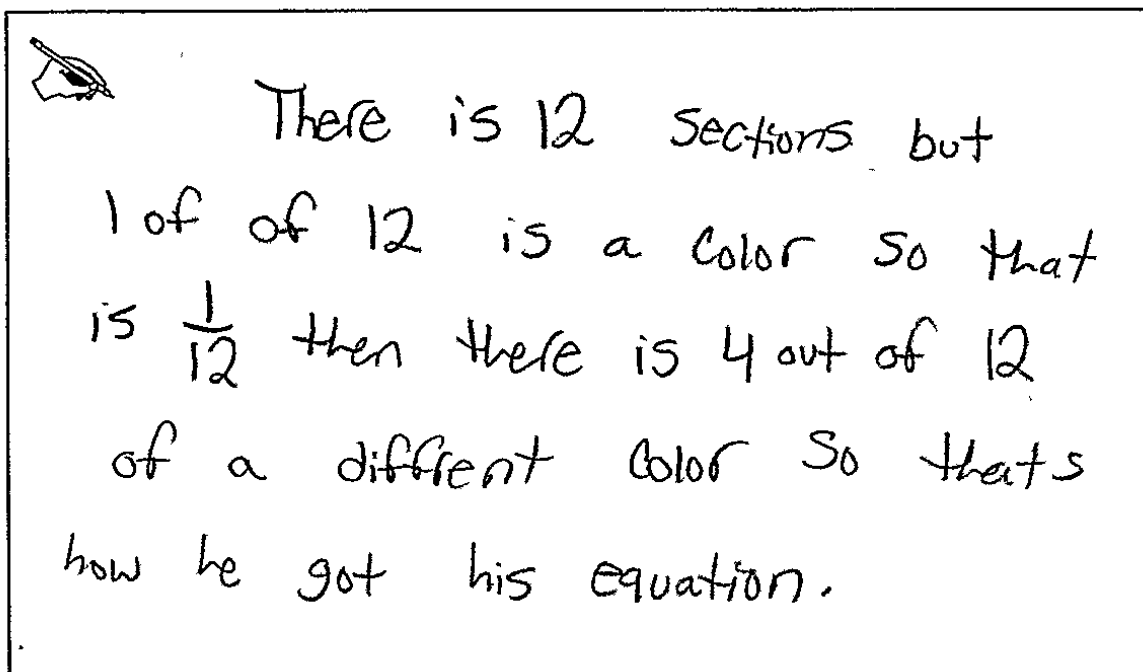 There is 12 sections but
1 of of 12 is a color so that
is 1/12 then there is 4 out of 12
of a diffrent color so thats
how he got his equation.